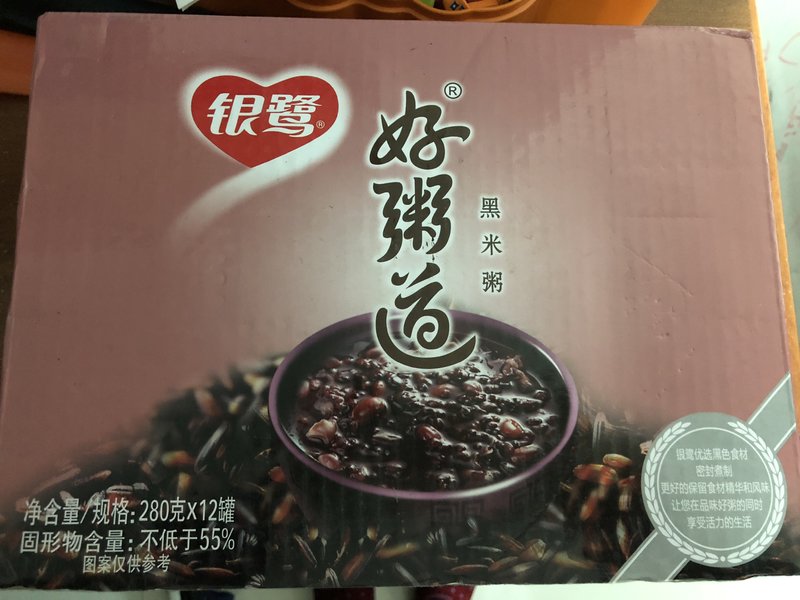 银鹭®
好粥道®
黑米粥
净含量/规格:280克X12罐
固形物含量:不低于55%
图案仅供参考
银鹭优选黑色食材
密封煮制
更好的保留食材精华和风味
让您在品味好粥的同时
享受活力的生活